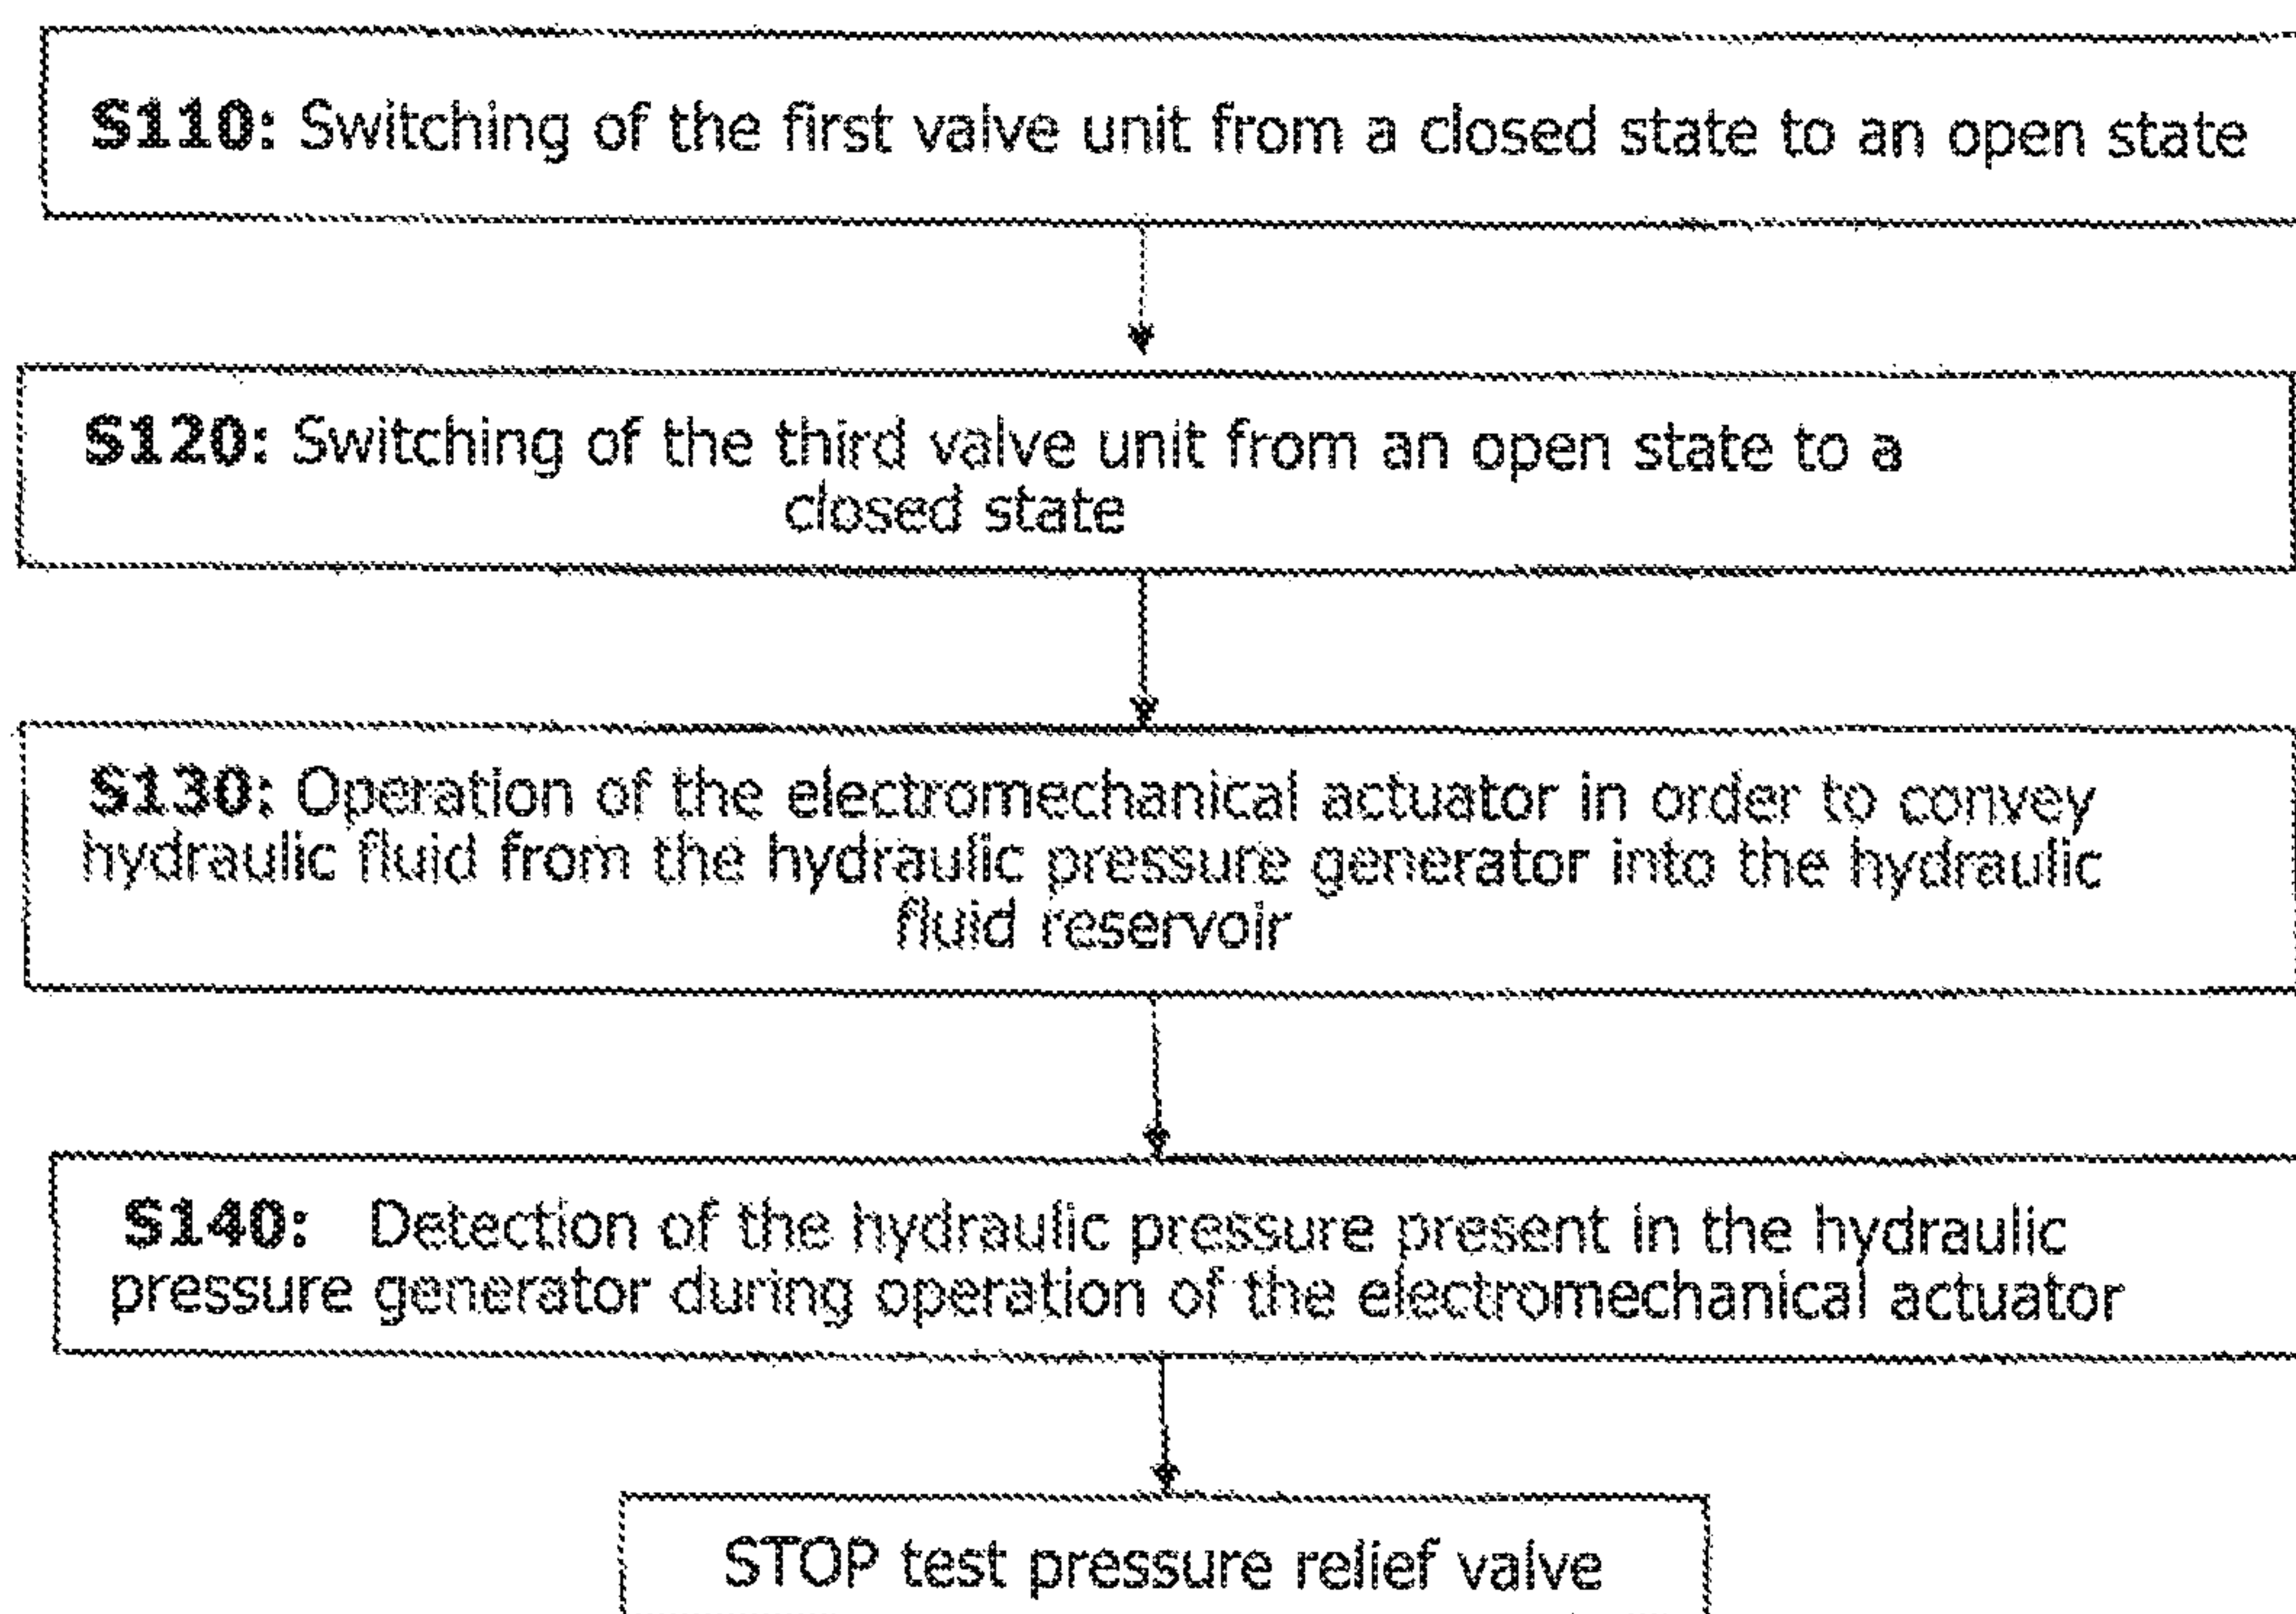 S110: Switching of the first valve unit from a closed state to an open state
S120: Switching of the third valve unit from an open state to a
closed state
S130: Operation of the electromechanical actuator in order to convey
hydraulic fluid from the hydraulic pressure generator into the hydraulic
fluid reservoir
S140: Detection of the hydraulic pressure present in the hydraulic
pressure generator during operation of the electromechanical actuator
STOP test pressure relief valve